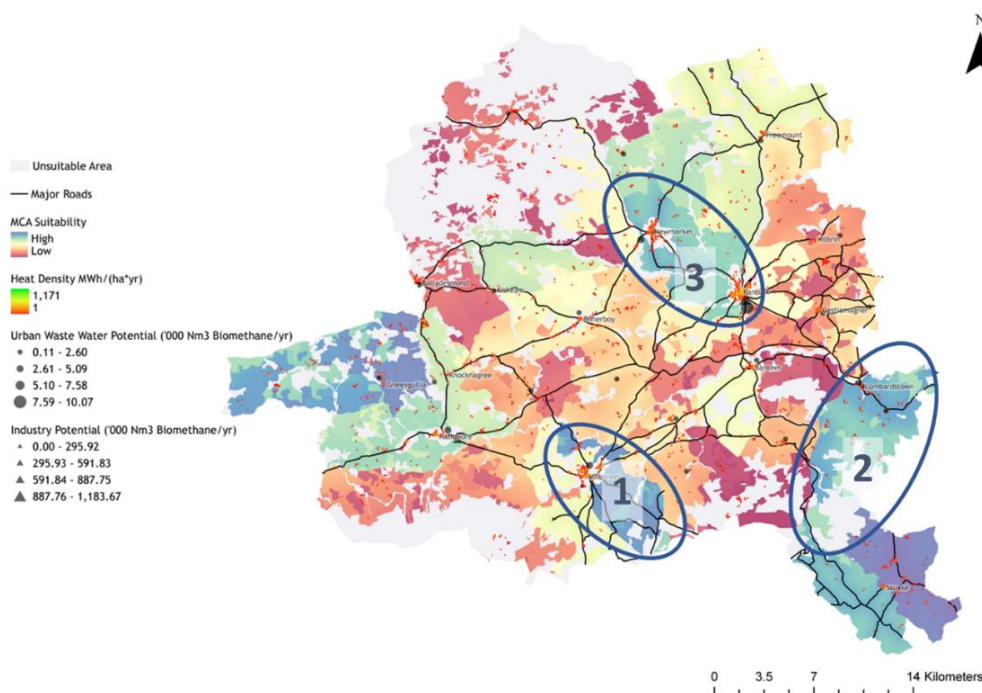 N
Unsuitable Area
Major Roads
MCA Suitability
High
Low
Heat Density MWh/(ha*yr)
1,171
1
Urban Waste Water Potential ('000 Nm3 Biomethane/yr)
0.11 - 2.60
2.61 - 5.09
5.10 - 7.58
7.59 - 10.07
Industry Potential ('000 Nm3 Biomethane/yr)
0.00 - 295.92
295.93 - 591.83
591.84 - 887.75
887.76 - 1,183.67
Freemount
Newmarket
3
Ballydesmond
Knocknagree
Gneevgullia
Banteer
Lombardstown
1
2
0 3.5 7 14 Kilometers